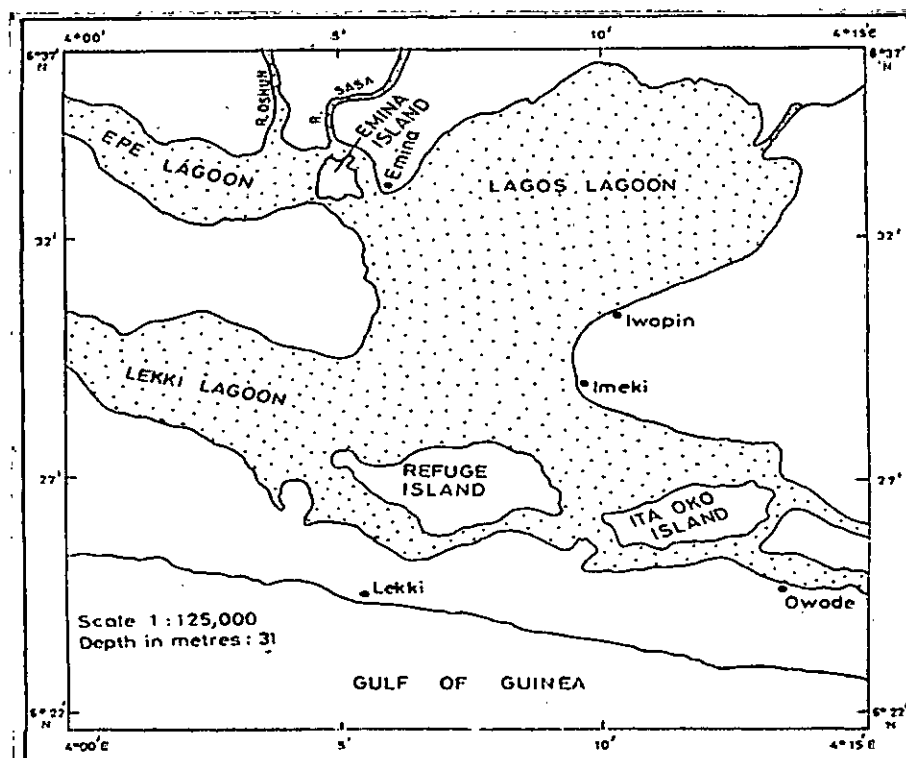 4°00' 5' 10' 4°15'E
6°37' N
6°37' N
R. OSHUN
R. SASA
EMINA ISLAND
Emina
EPE LAGOON
LAGOS LAGOON
32'
32'
Iwopin
LEKKI LAGOON
Imeki
27'
27'
REFUGE
ISLAND
ITA OKO
ISLAND
Lekki
Owode
Scale 1:125,000
Depth in metres: 31
GULF OF GUINEA
6°22' N
6°22' N
4°00'E 5' 10' 4°15'E